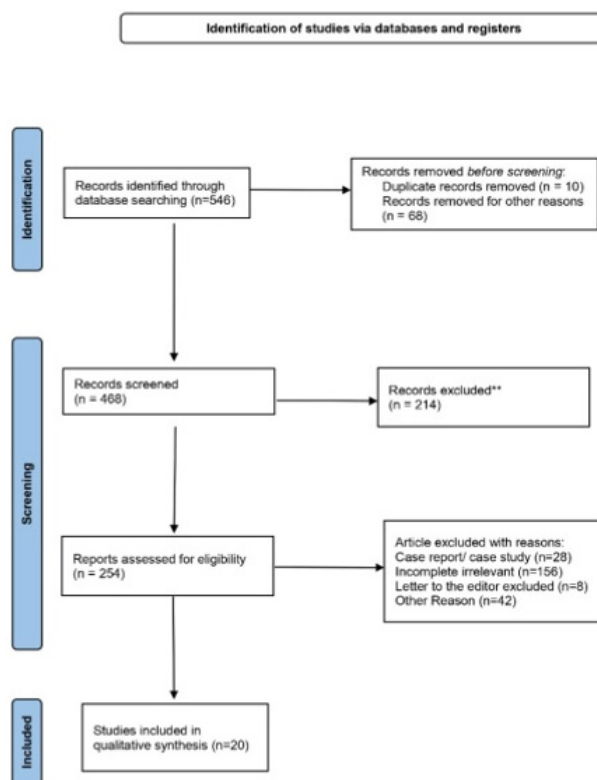 Identification of studies via databases and registers
Identification
Records identified through
database searching (n=546)
Records removed before screening:
Duplicate records removed (n = 10)
Records removed for other reasons
(n = 68)
Screening
Records screened
(n = 468)
Records excluded**
(n = 214)
Reports assessed for eligibility
(n = 254)
Article excluded with reasons:
Case report/ case study (n=28)
Incomplete irrelevant (n=156)
Letter to the editor excluded (n=8)
Other Reason (n=42)
Included
Studies included in
qualitative synthesis (n=20)